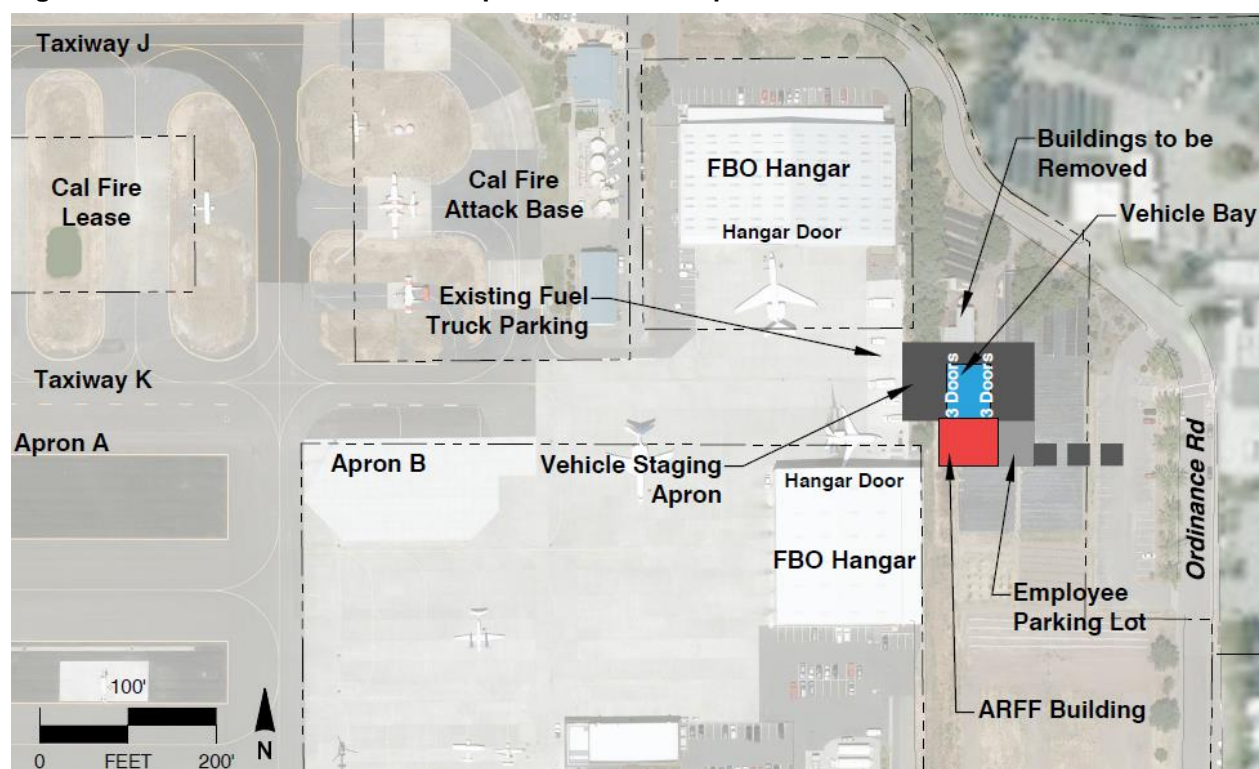 Taxiway J
Cal Fire
Lease
Cal Fire
Attack Base
FBO Hangar
Hangar Door
Buildings to be
Removed
Vehicle Bay
Existing Fuel
Truck Parking
3 Doors
3 Doors
Taxiway K
Apron A
Apron B
Vehicle Staging
Apron
Hangar Door
FBO Hangar
Ordinance Rd
Employee
Parking Lot
ARFF Building
100'
0 FEET 200'
N